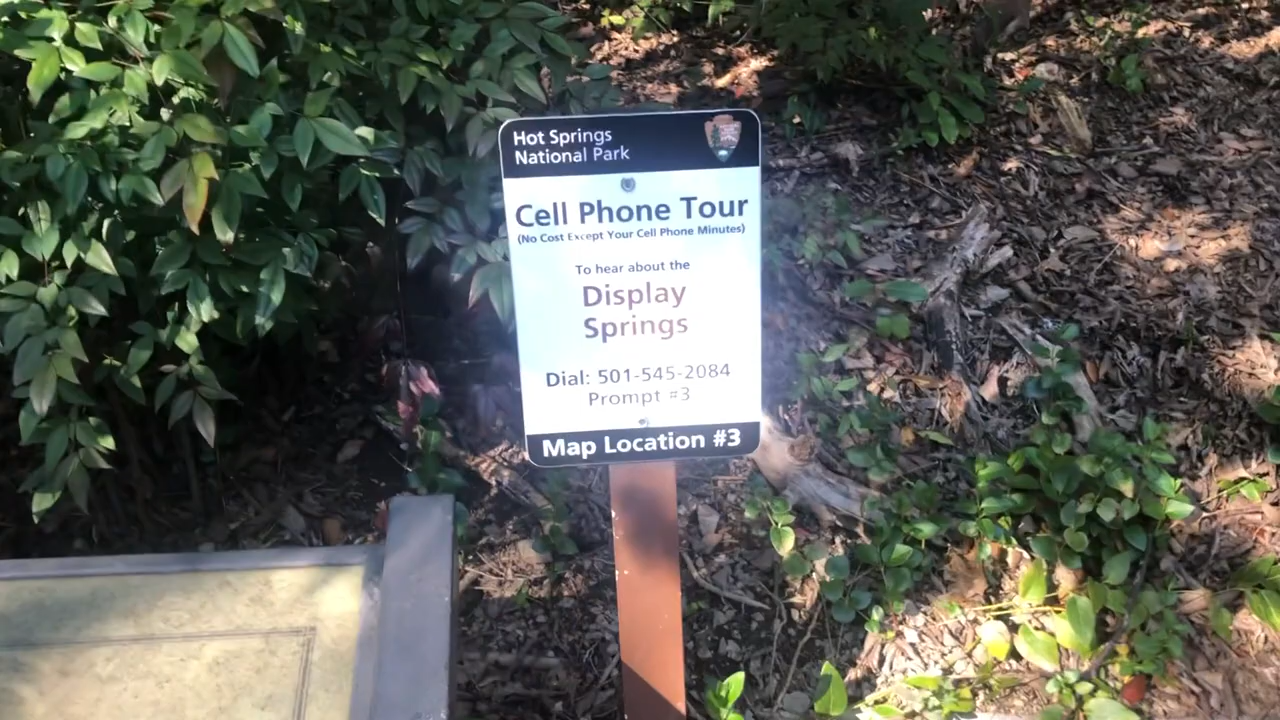 Hot Springs
National Park
Cell Phone Tour
(No Cost Except Your Cell Phone Minutes)
To hear about the
Display
Springs
Dial: 501-545-2084
Prompt #3
Map Location #3